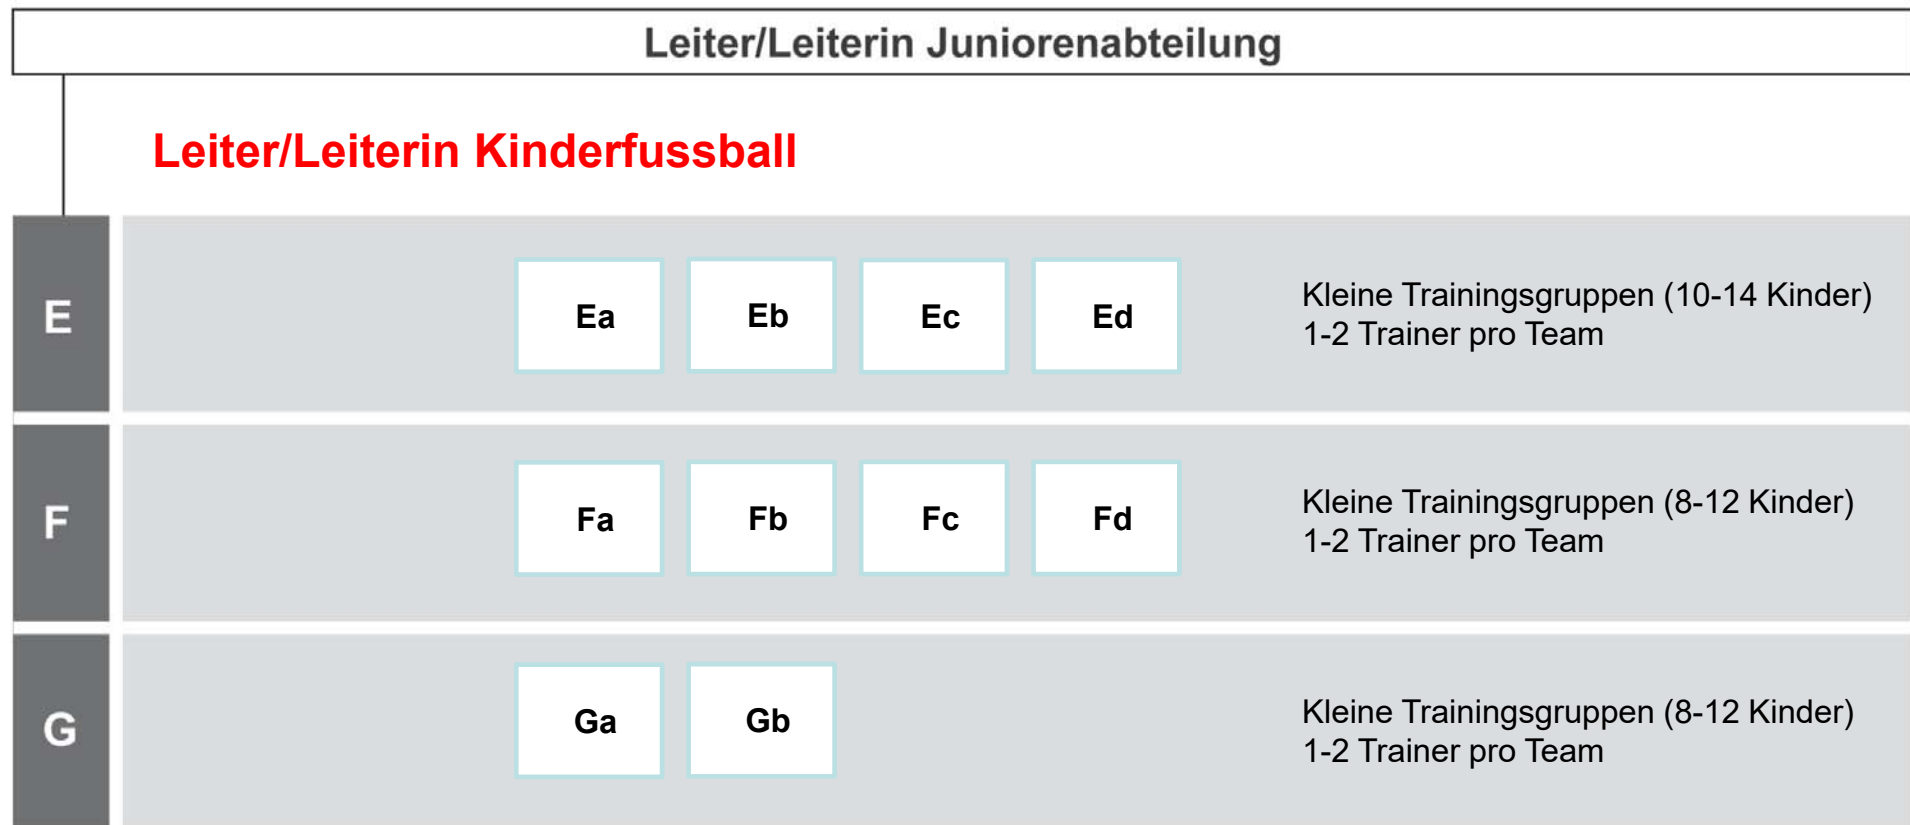 Leiter/Leiterin Juniorenabteilung
Leiter/Leiterin Kinderfussball
E
Ea Eb Ec Ed
Kleine Trainingsgruppen (10-14 Kinder)
1-2 Trainer pro Team
F
Fa Fb Fc Fd
Kleine Trainingsgruppen (8-12 Kinder)
1-2 Trainer pro Team
G
Ga Gb
Kleine Trainingsgruppen (8-12 Kinder)
1-2 Trainer pro Team